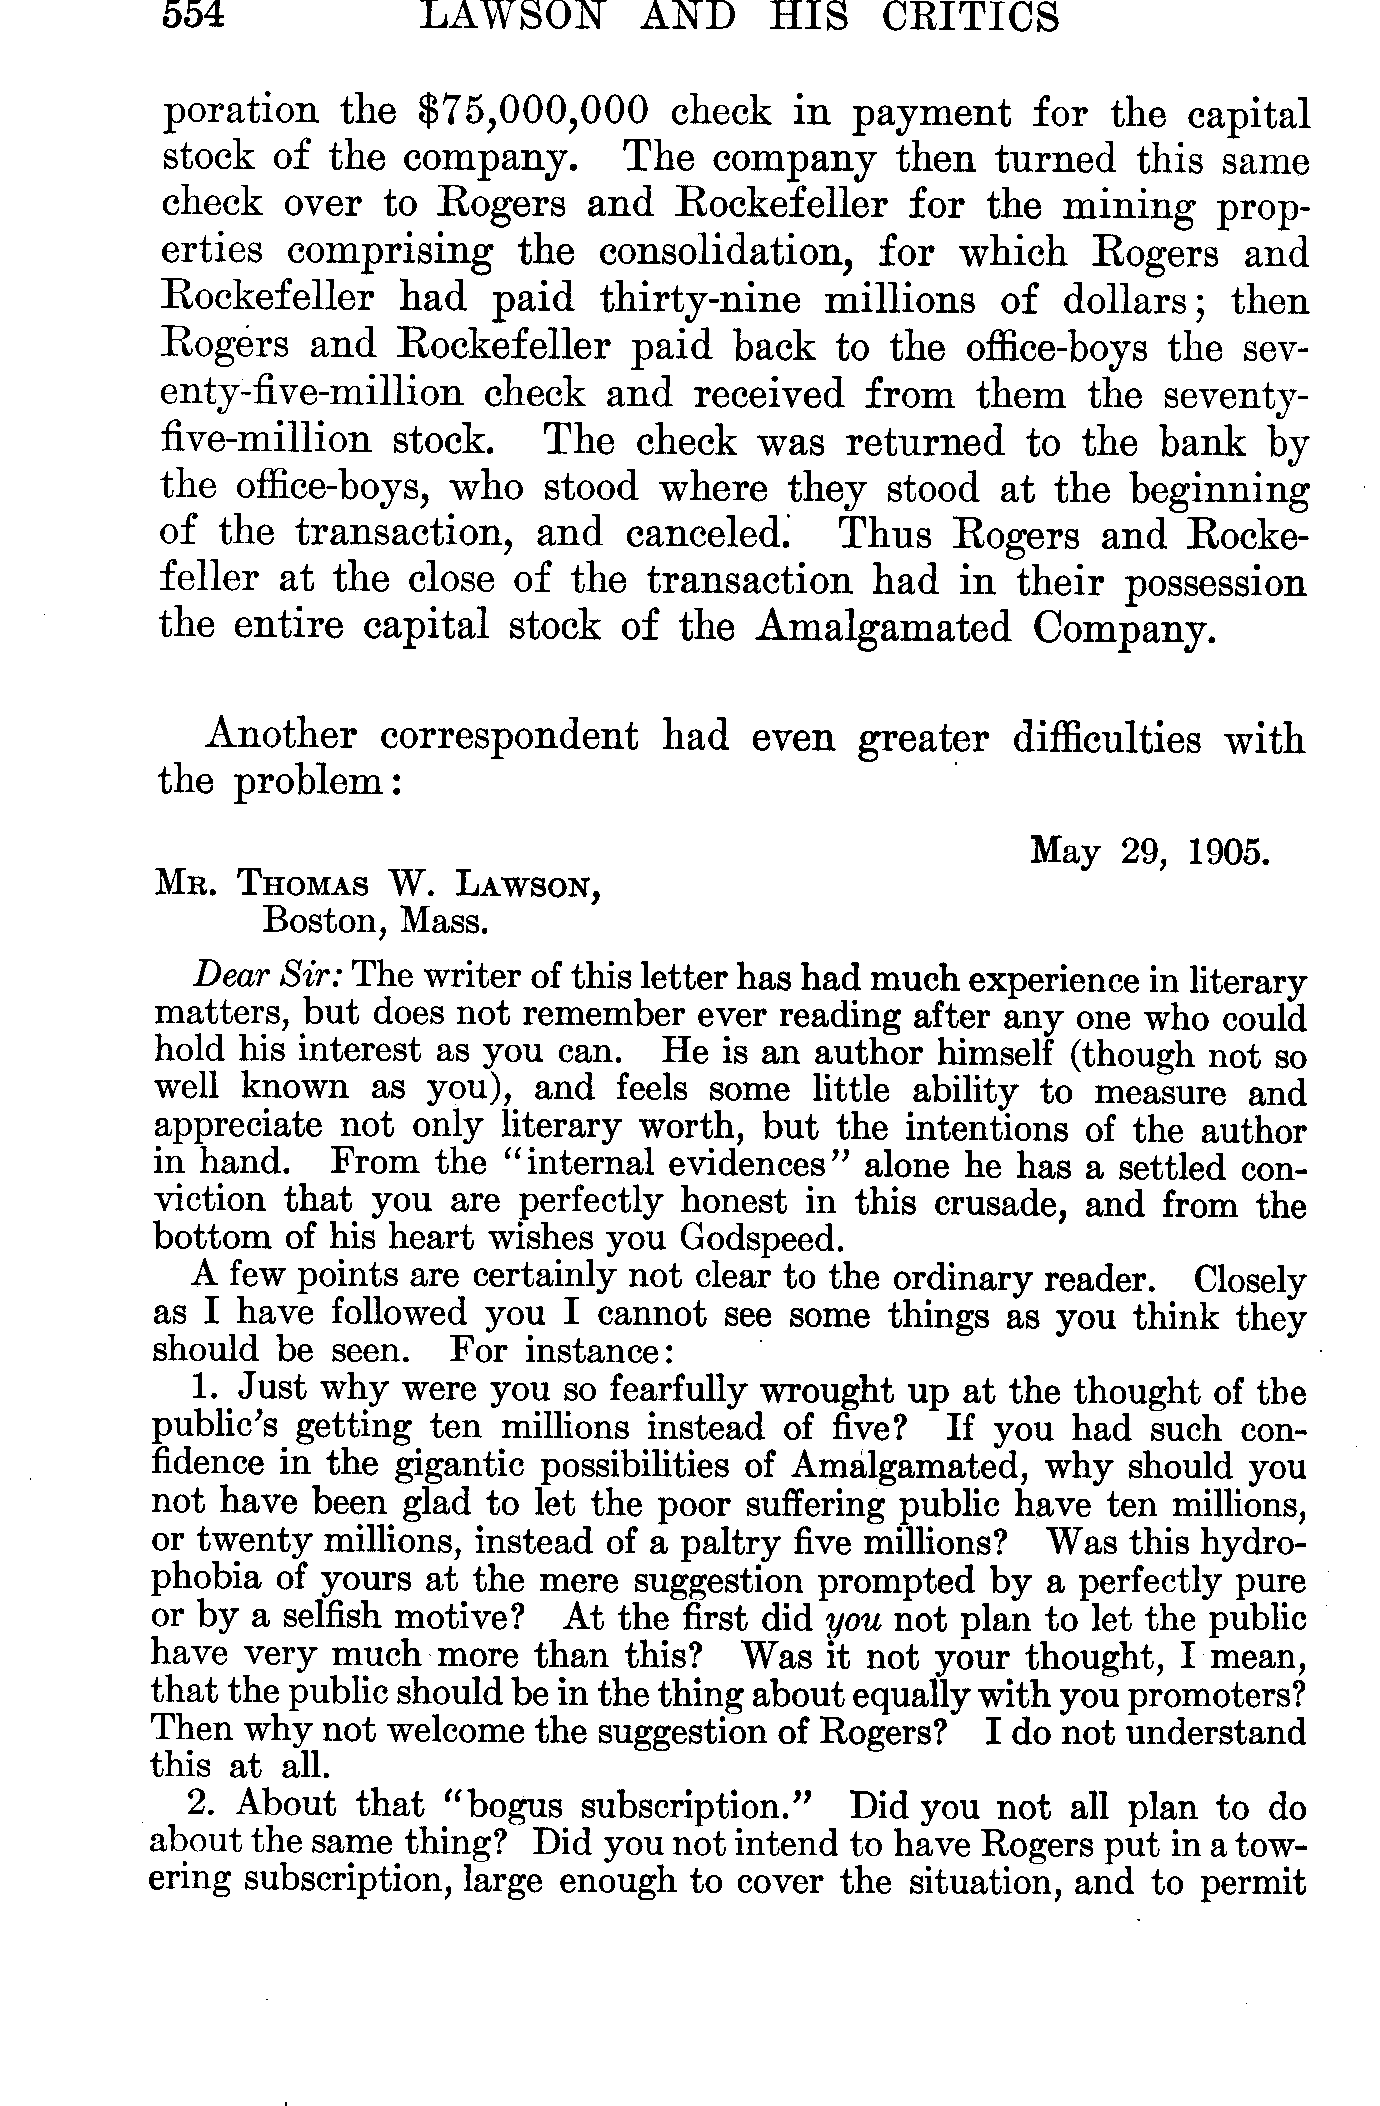 554 LAWSON AND HIS CRITICS
poration the $75,000,000 check in payment for the capital
stock of the company. The company then turned this same
check over to Rogers and Rockefeller for the mining prop-
erties comprising the consolidation, for which Rogers and
Rockefeller had paid thirty-nine millions of dollars; then
Rogers and Rockefeller paid back to the office-boys the sev-
enty-five-million check and received from them the seventy-
five-million stock. The check was returned to the bank by
the office-boys, who stood where they stood at the beginning
of the transaction, and canceled. Thus Rogers and Rocke-
feller at the close of the transaction had in their possession
the entire capital stock of the Amalgamated Company.
Another correspondent had even greater difficulties with
the problem:
May 29, 1905.
MR. THOMAS W. LAWSON,
Boston, Mass.
Dear Sir: The writer of this letter has had much experience in literary
matters, but does not remember ever reading after any one who could
hold his interest as you can. He is an author himself (though not so
well known as you), and feels some little ability to measure and
appreciate not only literary worth, but the intentions of the author
in hand. From the "internal evidences" alone he has a settled con-
viction that you are perfectly honest in this crusade, and from the
bottom of his heart wishes you Godspeed.
A few points are certainly not clear to the ordinary reader. Closely
as I have followed you I cannot see some things as you think they
should be seen. For instance:
1. Just why were you so fearfully wrought up at the thought of the
public's getting ten millions instead of five? If you had such con-
fidence in the gigantic possibilities of Amalgamated, why should you
not have been glad to let the poor suffering public have ten millions,
or twenty millions, instead of a paltry five millions? Was this hydro-
phobia of yours at the mere suggestion prompted by a perfectly pure
or by a selfish motive? At the first did you not plan to let the public
have very much more than this? Was it not your thought, I mean,
that the public should be in the thing about equally with you promoters?
Then why not welcome the suggestion of Rogers? I do not understand
this at all.
2. About that "bogus subscription." Did you not all plan to do
about the same thing? Did you not intend to have Rogers put in a tow-
ering subscription, large enough to cover the situation, and to permit